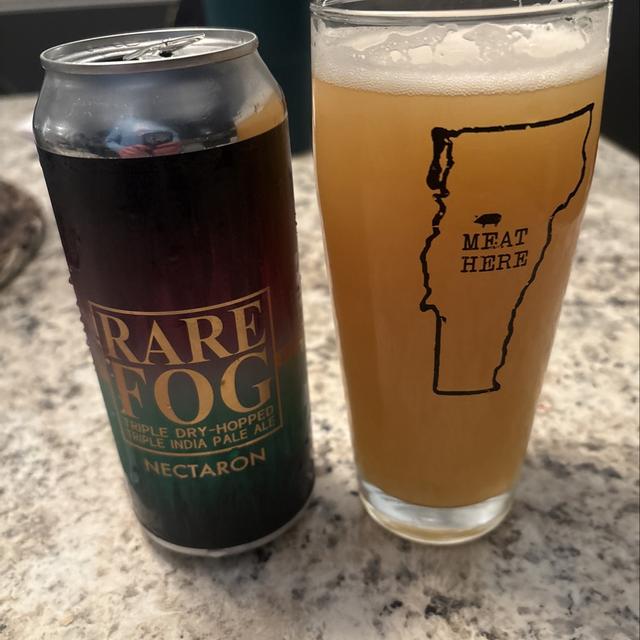 RARE
FOG
TRIPLE DRY-HOPPED
TRIPLE INDIA PALE ALE
NECTARON
MEAT
HERE